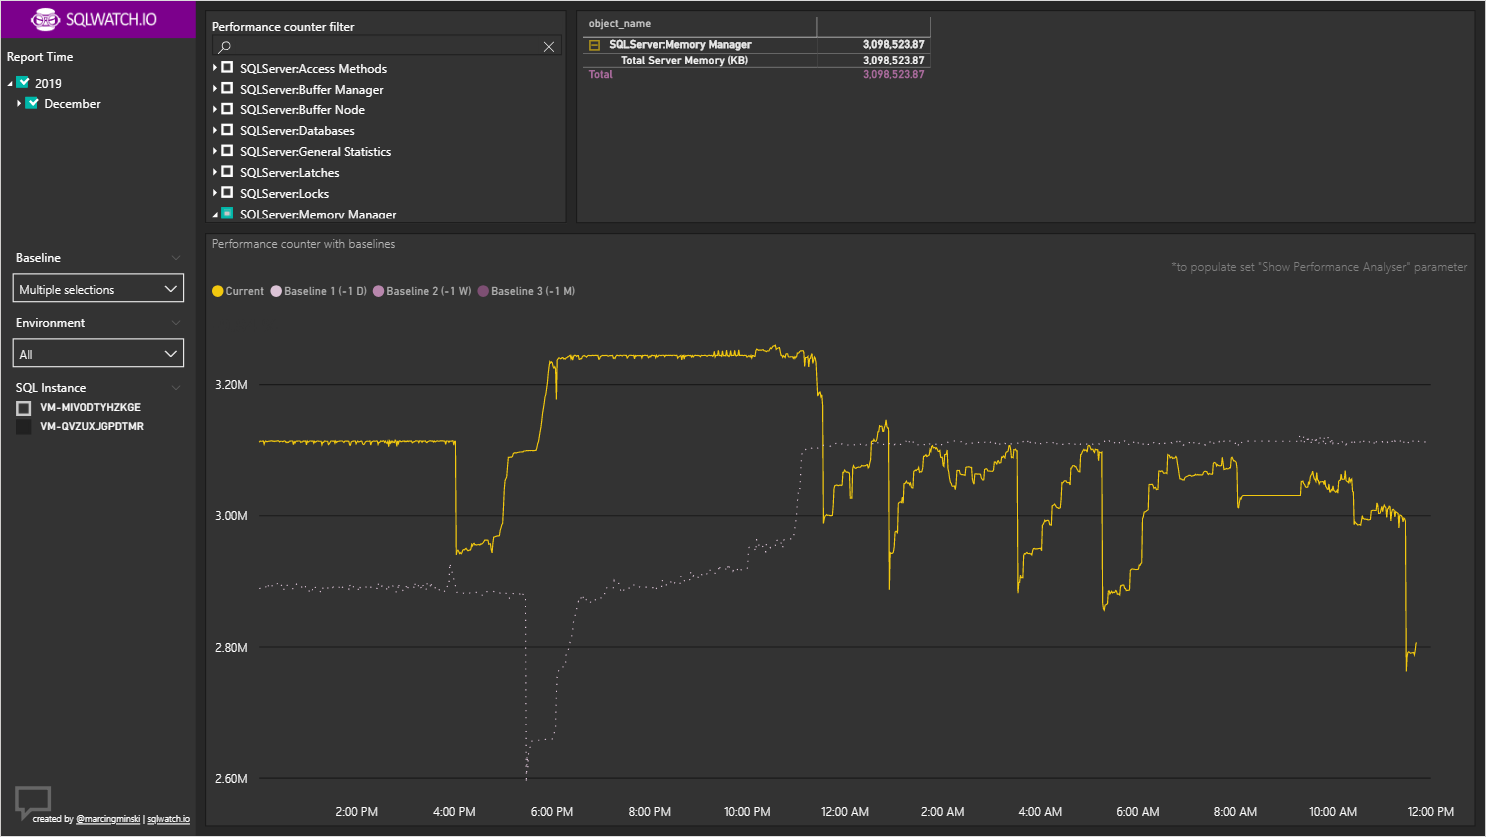 SQLWATCH.IO
Report Time
2019
December
Baseline
Multiple selections
Environment
All
SQL Instance
VM-MIVODTYHZKGE
VM-QVZUXJGPDTMR
created by @marcingminski | sqlwatch.io
Performance counter filter
SQLServer:Access Methods
SQLServer:Buffer Manager
SQLServer:Buffer Node
SQLServer:Databases
SQLServer:General Statistics
SQLServer:Latches
SQLServer:Locks
SQLServer:Memory Manager
object_name
SQLServer:Memory Manager 3,098,523.87
Total Server Memory (KB) 3,098,523.87
Total 3,098,523.87
Performance counter with baselines
*to populate set "Show Performance Analyser" parameter
Current Baseline 1 (-1 D) Baseline 2 (-1 W) Baseline 3 (-1 M)
3.20M
3.00M
2.80M
2.60M
2:00 PM 4:00 PM 6:00 PM 8:00 PM 10:00 PM 12:00 AM 2:00 AM 4:00 AM 6:00 AM 8:00 AM 10:00 AM 12:00 PM